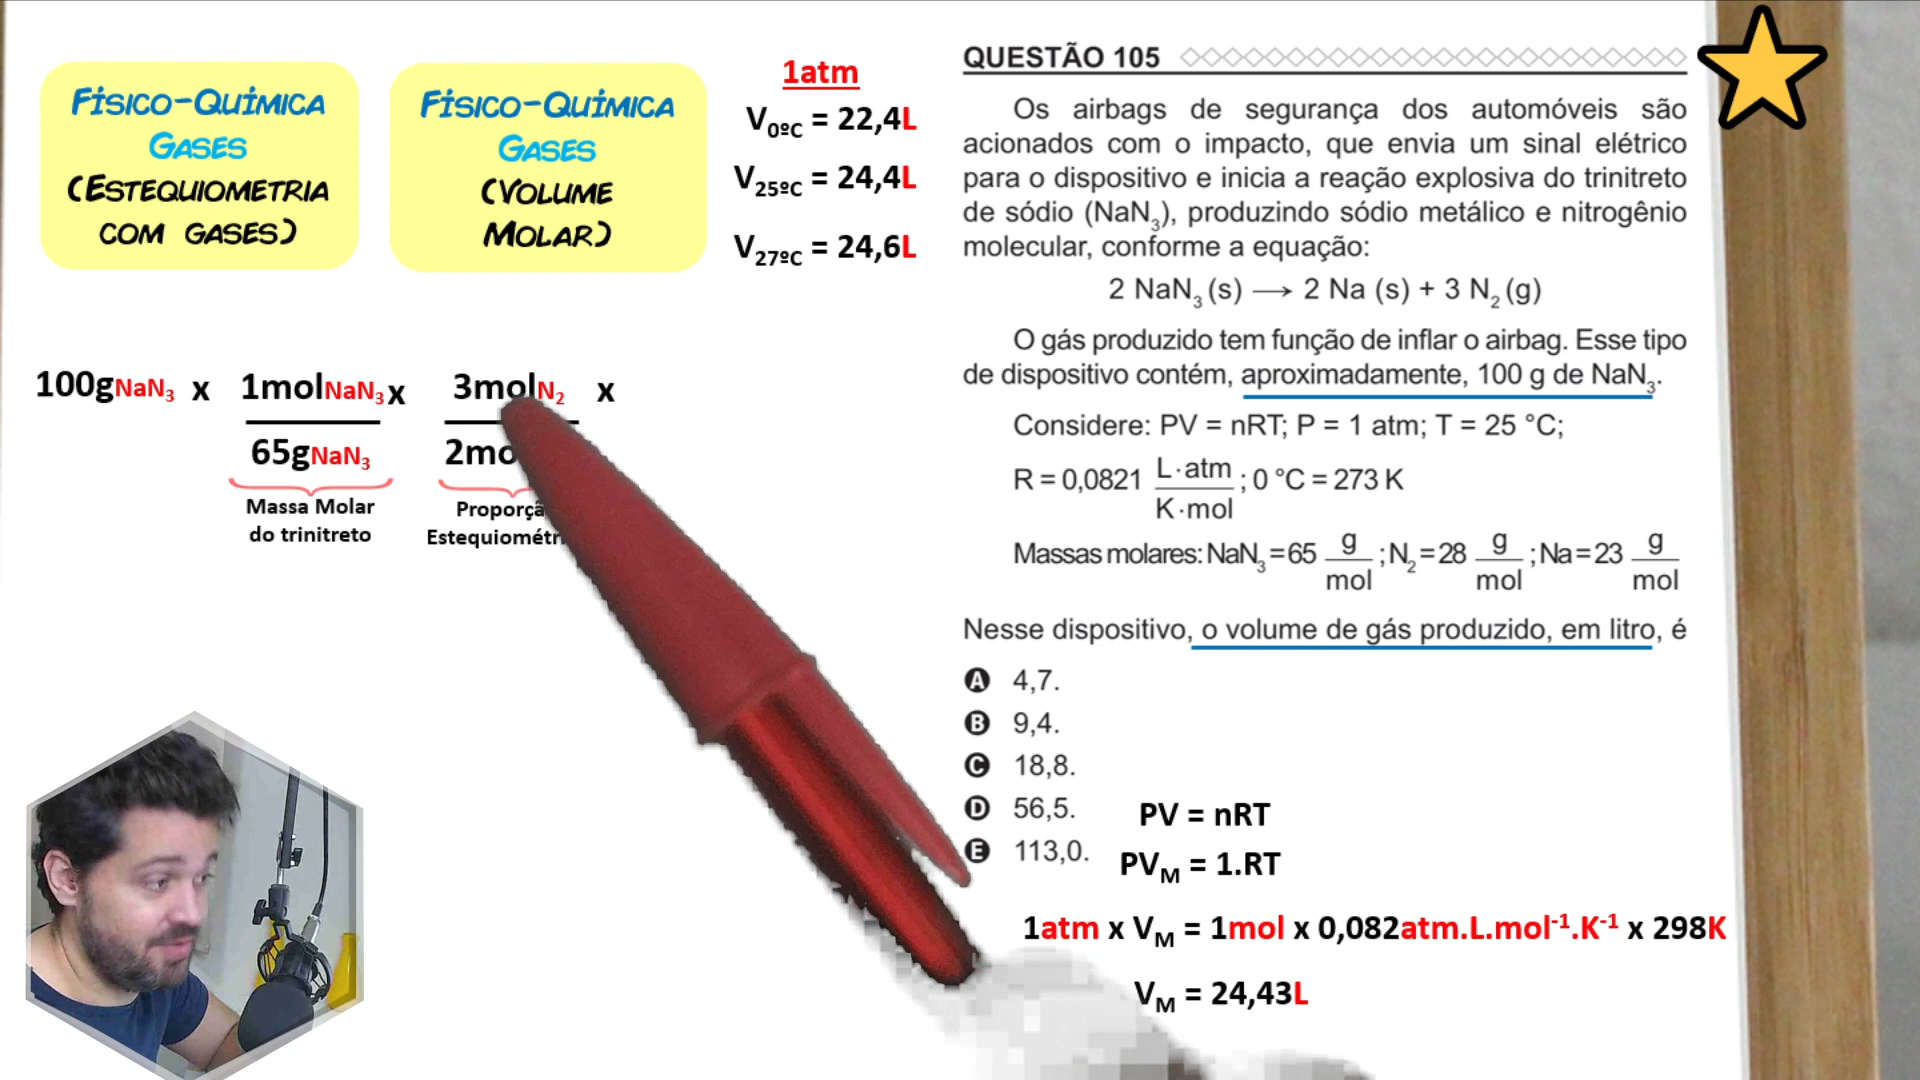 FÍSICO-QUÍMICA
GASES
(ESTEQUIOMETRIA
COM GASES)
FÍSICO-QUÍMICA
GASES
(VOLUME
MOLAR)
1atm
V0ºC = 22,4L
V25ºC = 24,4L
V27ºC = 24,6L
100gNaN3 x 1molNaN3 x 3molN2 x
65gNaN3
Massa Molar
do trinitreto
QUESTÃO 105
Os airbags de segurança dos automóveis são
acionados com o impacto, que envia um sinal elétrico
para o dispositivo e inicia a reação explosiva do trinitreto
de sódio (NaN3), produzindo sódio metálico e nitrogênio
molecular, conforme a equação:
2 NaN3 (s) ⟶ 2 Na (s) + 3 N2 (g)
O gás produzido tem função de inflar o airbag. Esse tipo
de dispositivo contém, aproximadamente, 100 g de NaN3.
Considere: PV = nRT; P = 1 atm; T = 25 °C;
R = 0,0821 L·atm/K·mol ; 0 °C = 273 K
Massas molares: NaN3 = 65 g/mol ; N2 = 28 g/mol ; Na = 23 g/mol
Nesse dispositivo, o volume de gás produzido, em litro, é
A 4,7.
B 9,4.
C 18,8.
D 56,5.
E 113,0.
PV = nRT
PVM = 1.RT
1atm x VM = 1mol x 0,082atm.L.mol⁻¹.K⁻¹ x 298K
VM = 24,43L